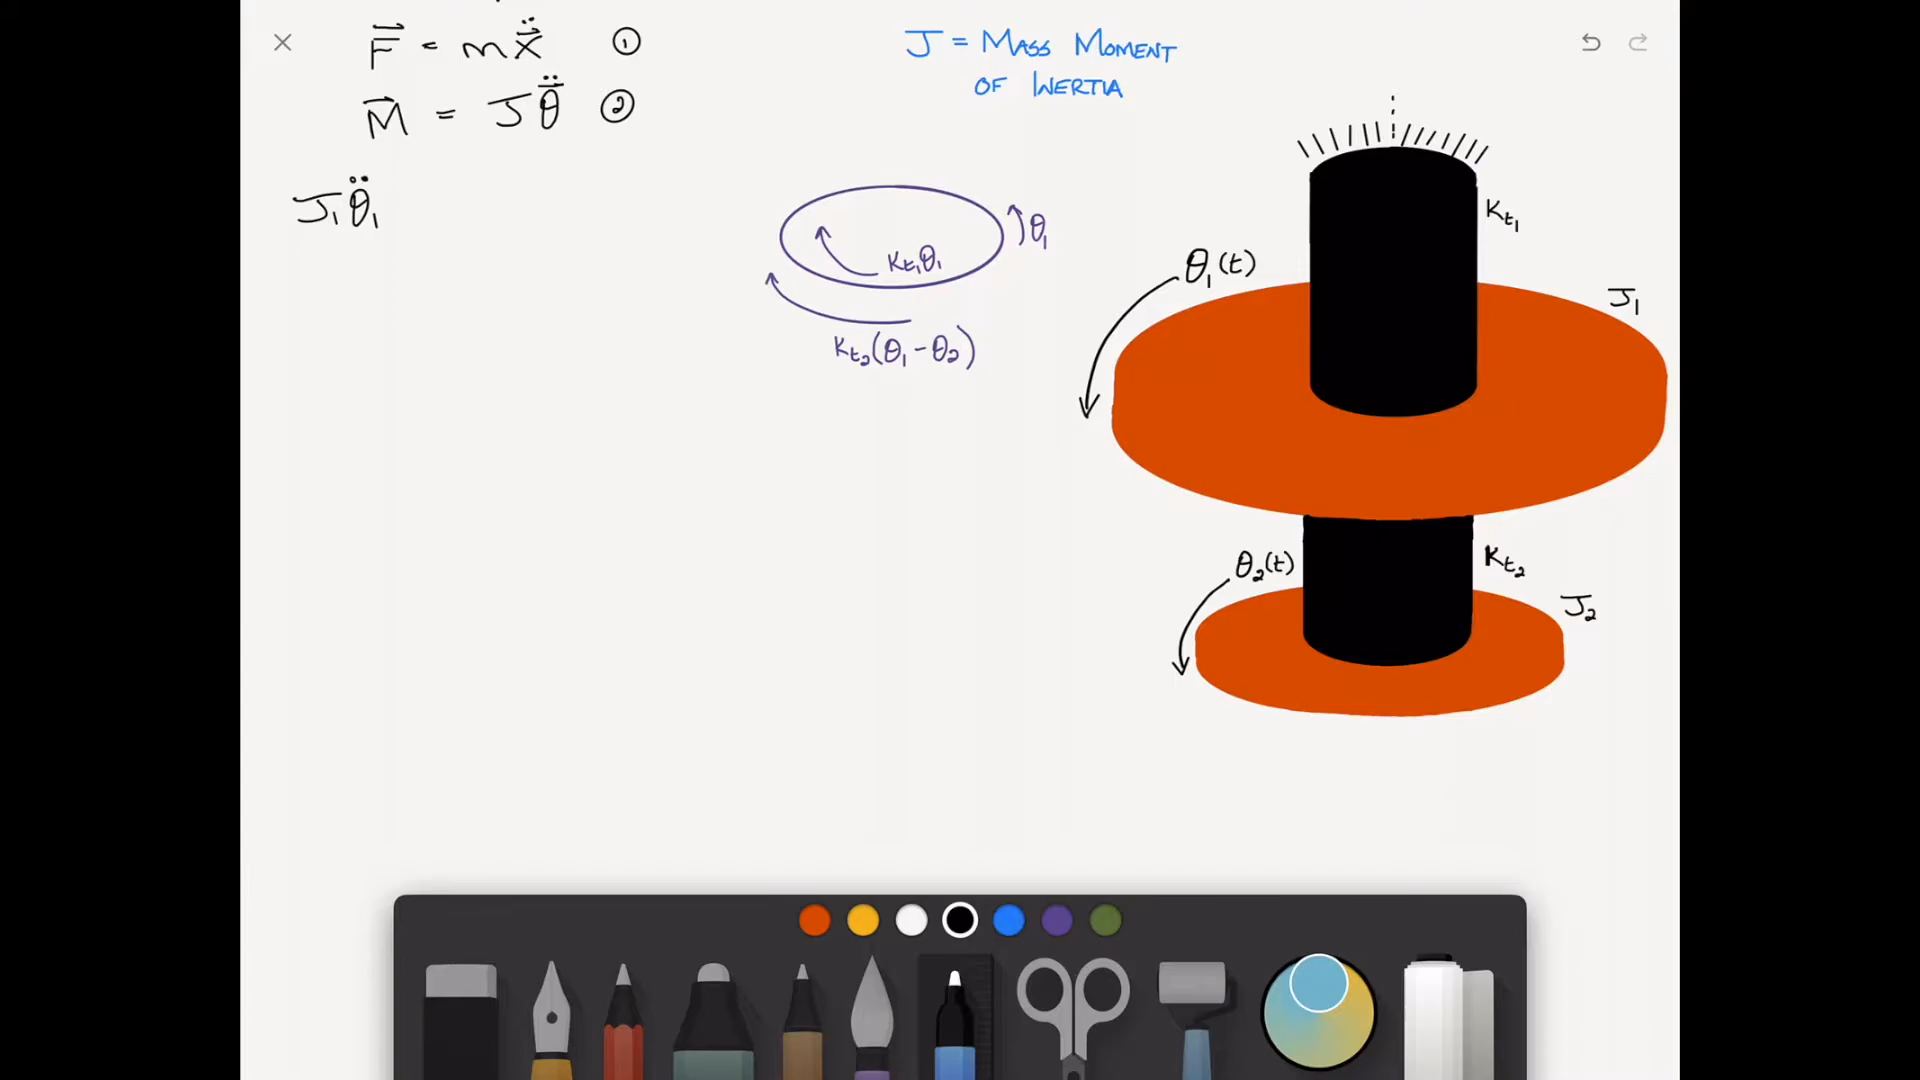 F⃗ = mẍ ①
M⃗ = Jθ̈ ②
J₁θ̈₁
J = MASS MOMENT
OF INERTIA
θ₁
Kt₁θ₁
Kt₂(θ₁-θ₂)
Kt₁
θ₁(t)
J₁
θ₂(t)
Kt₂
J₂